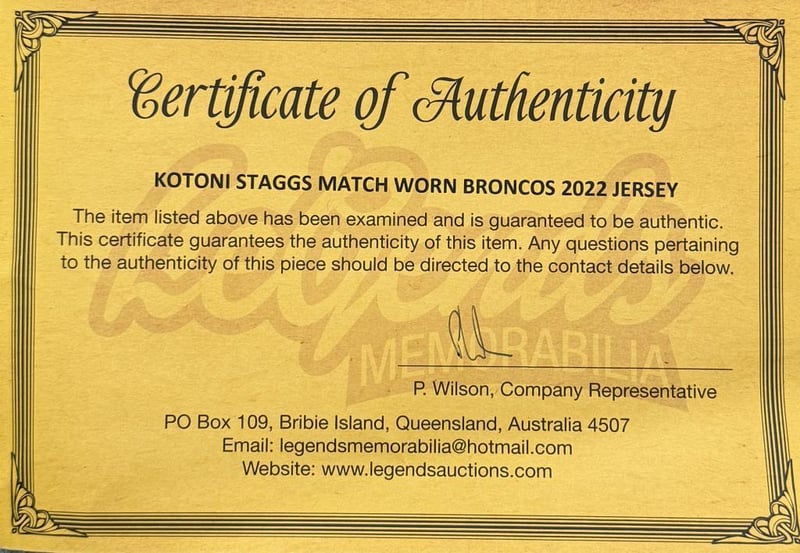 Certificate of Authenticity
KOTONI STAGGS MATCH WORN BRONCOS 2022 JERSEY
The item listed above has been examined and is guaranteed to be authentic.
This certificate guarantees the authenticity of this item. Any questions pertaining
to the authenticity of this piece should be directed to the contact details below.
Legends
MEMORABILIA
P. Wilson, Company Representative
PO Box 109, Bribie Island, Queensland, Australia 4507
Email: legendsmemorabilia@hotmail.com
Website: www.legendsauctions.com